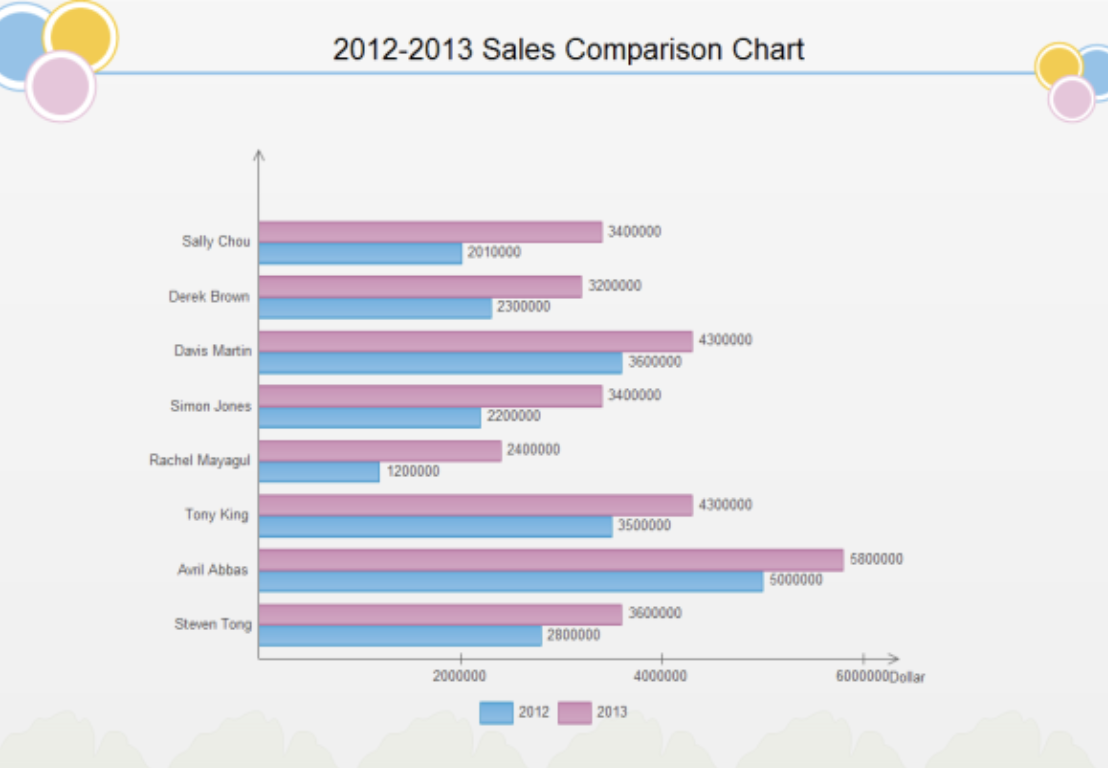 2012-2013 Sales Comparison Chart
3400000
Sally Chou
2010000
3200000
Derek Brown
2300000
4300000
Davis Martin
3600000
3400000
Simon Jones
2200000
2400000
Rachel Mayagul
1200000
4300000
Tony King
3500000
5800000
Avril Abbas
5000000
3600000
Steven Tong
2800000
2000000 4000000 6000000Dollar
2012 2013